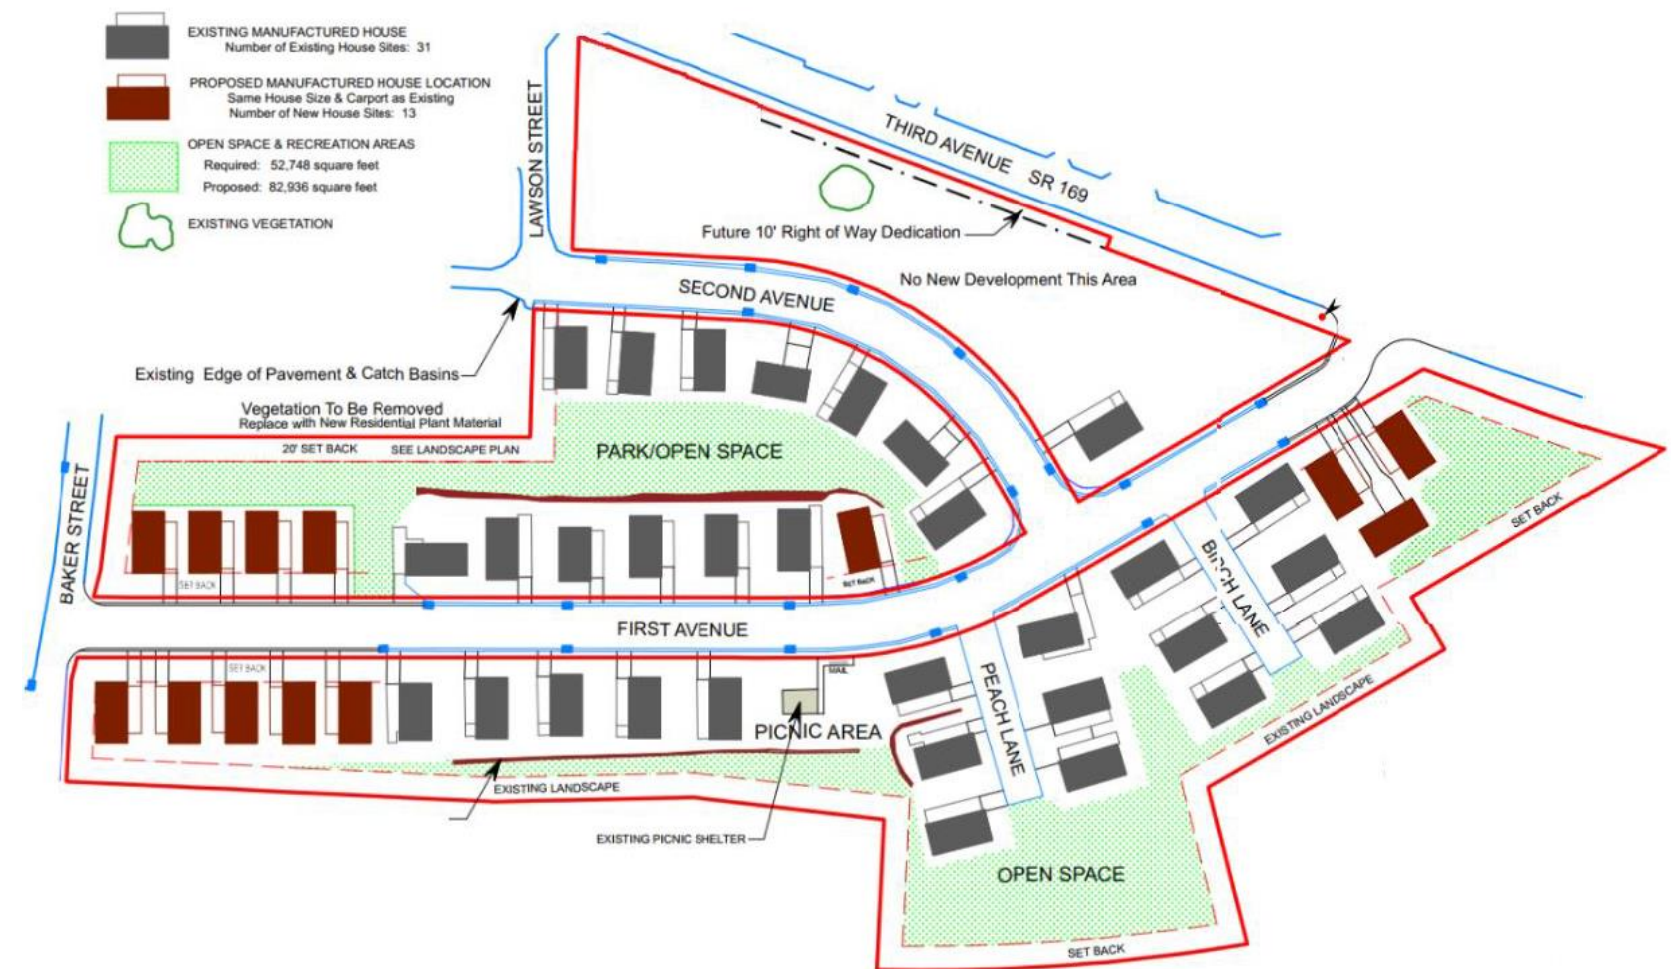 EXISTING MANUFACTURED HOUSE
Number of Existing House Sites: 31
PROPOSED MANUFACTURED HOUSE LOCATION
Same House Size & Carport as Existing
Number of New House Sites: 13
OPEN SPACE & RECREATION AREAS
Required: 52,748 square feet
Proposed: 82,936 square feet
EXISTING VEGETATION
LAWSON STREET
THIRD AVENUE SR 169
Future 10' Right of Way Dedication
No New Development This Area
SECOND AVENUE
Existing Edge of Pavement & Catch Basins
Vegetation To Be Removed
Replace with New Residential Plant Material
20' SET BACK SEE LANDSCAPE PLAN
PARK/OPEN SPACE
BAKER STREET
SET BACK
SET BACK
SET BACK
BIRCH LANE
FIRST AVENUE
SET BACK
MAIL
PEACH LANE
PICNIC AREA
EXISTING LANDSCAPE
EXISTING LANDSCAPE
EXISTING PICNIC SHELTER
OPEN SPACE
SET BACK